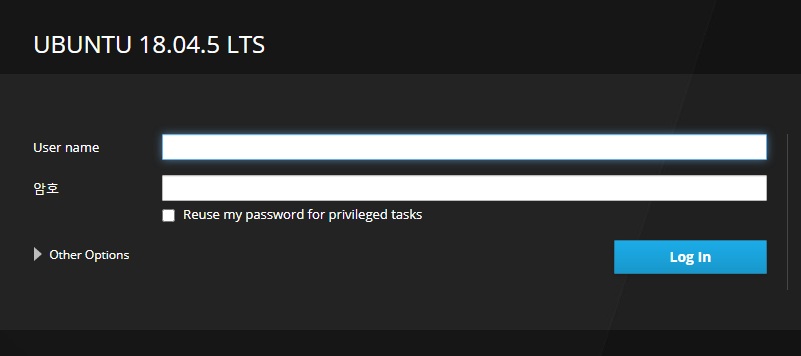 UBUNTU 18.04.5 LTS
User name
암호
Reuse my password for privileged tasks
Other Options
Log In